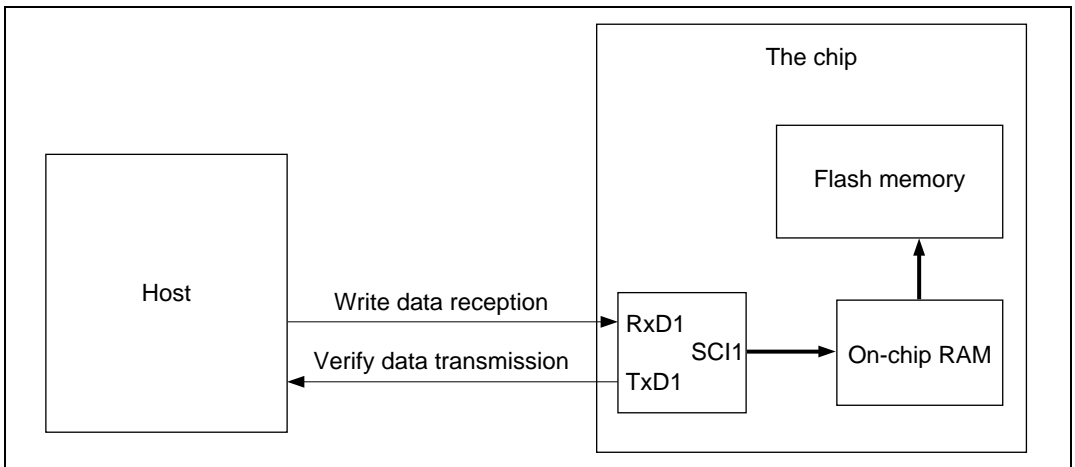 The chip
Flash memory
Host
Write data reception
RxD1
SCI1
On-chip RAM
Verify data transmission
TxD1